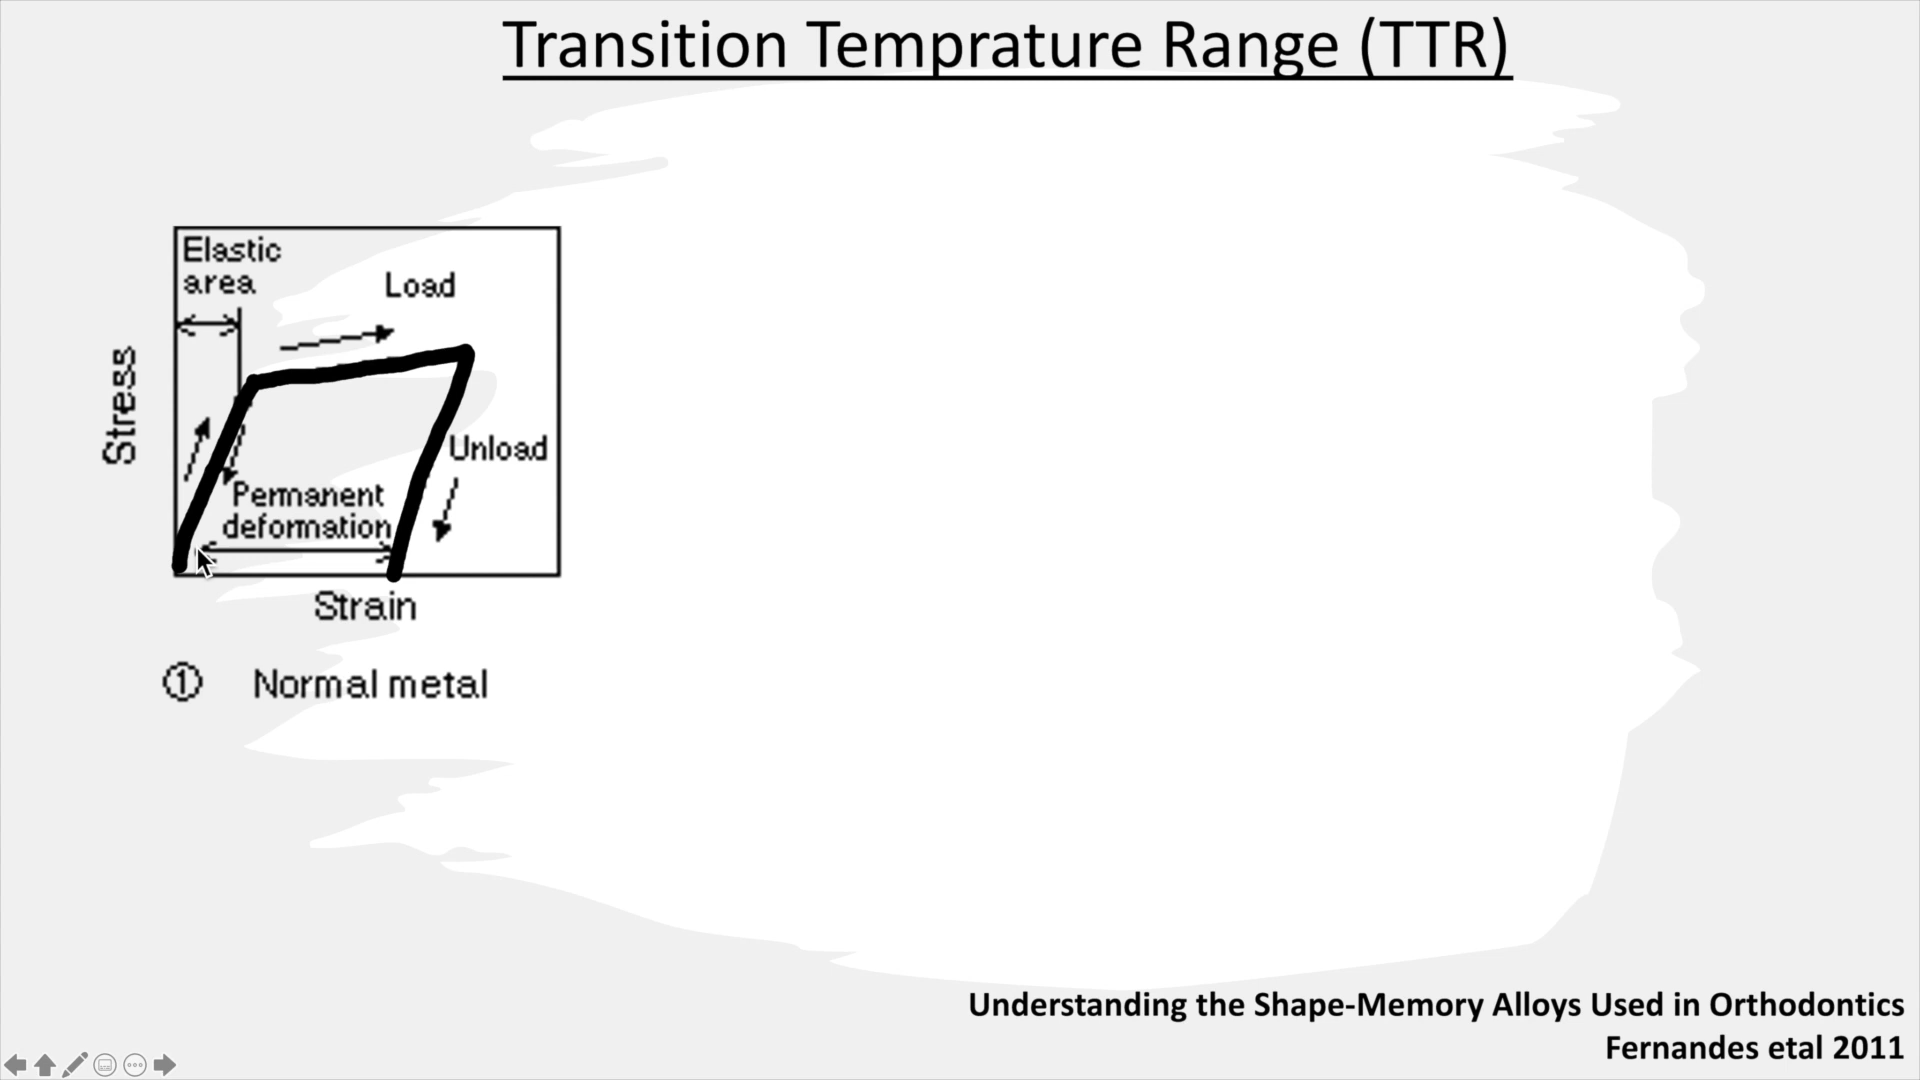 Transition Temprature Range (TTR)
Elastic
area
Load
Stress
Unload
Permanent
deformation
Strain
① Normal metal
Understanding the Shape-Memory Alloys Used in Orthodontics
Fernandes etal 2011